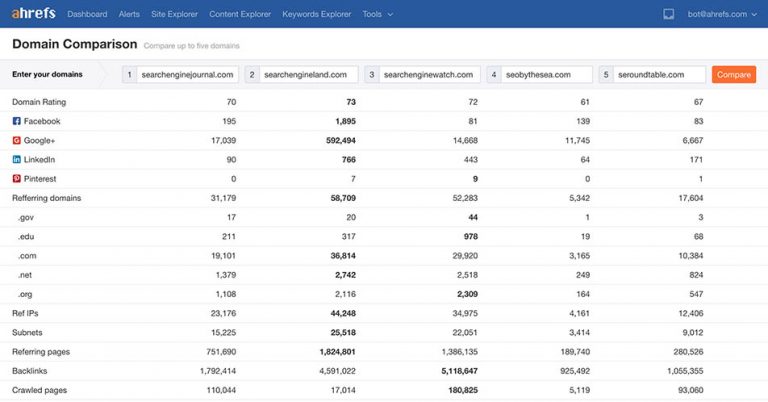 ahrefs Dashboard Alerts Site Explorer Content Explorer Keywords Explorer Tools bot@ahrefs.com
Domain Comparison Compare up to five domains
Enter your domains 1 searchenginejournal.com 2 searchengineland.com 3 searchenginewatch.com 4 seobythesea.com 5 seroundtable.com Compare
Domain Rating 70 73 72 61 67
Facebook 195 1,895 81 139 83
Google+ 17,039 592,494 14,668 11,745 6,667
LinkedIn 90 766 443 64 171
Pinterest 0 7 9 0 1
Refferring domains 31,179 58,709 52,283 5,342 17,604
.gov 17 20 44 1 3
.edu 211 317 978 19 68
.com 19,101 36,814 29,920 3,165 10,384
.net 1,379 2,742 2,518 249 824
.org 1,108 2,116 2,309 164 547
Ref IPs 23,176 44,248 34,975 4,161 12,406
Subnets 15,225 25,518 22,051 3,414 9,012
Referring pages 751,690 1,824,801 1,386,135 189,740 280,526
Backlinks 1,792,414 4,591,022 5,118,647 925,492 1,055,355
Crawled pages 110,044 17,014 180,825 5,119 93,060